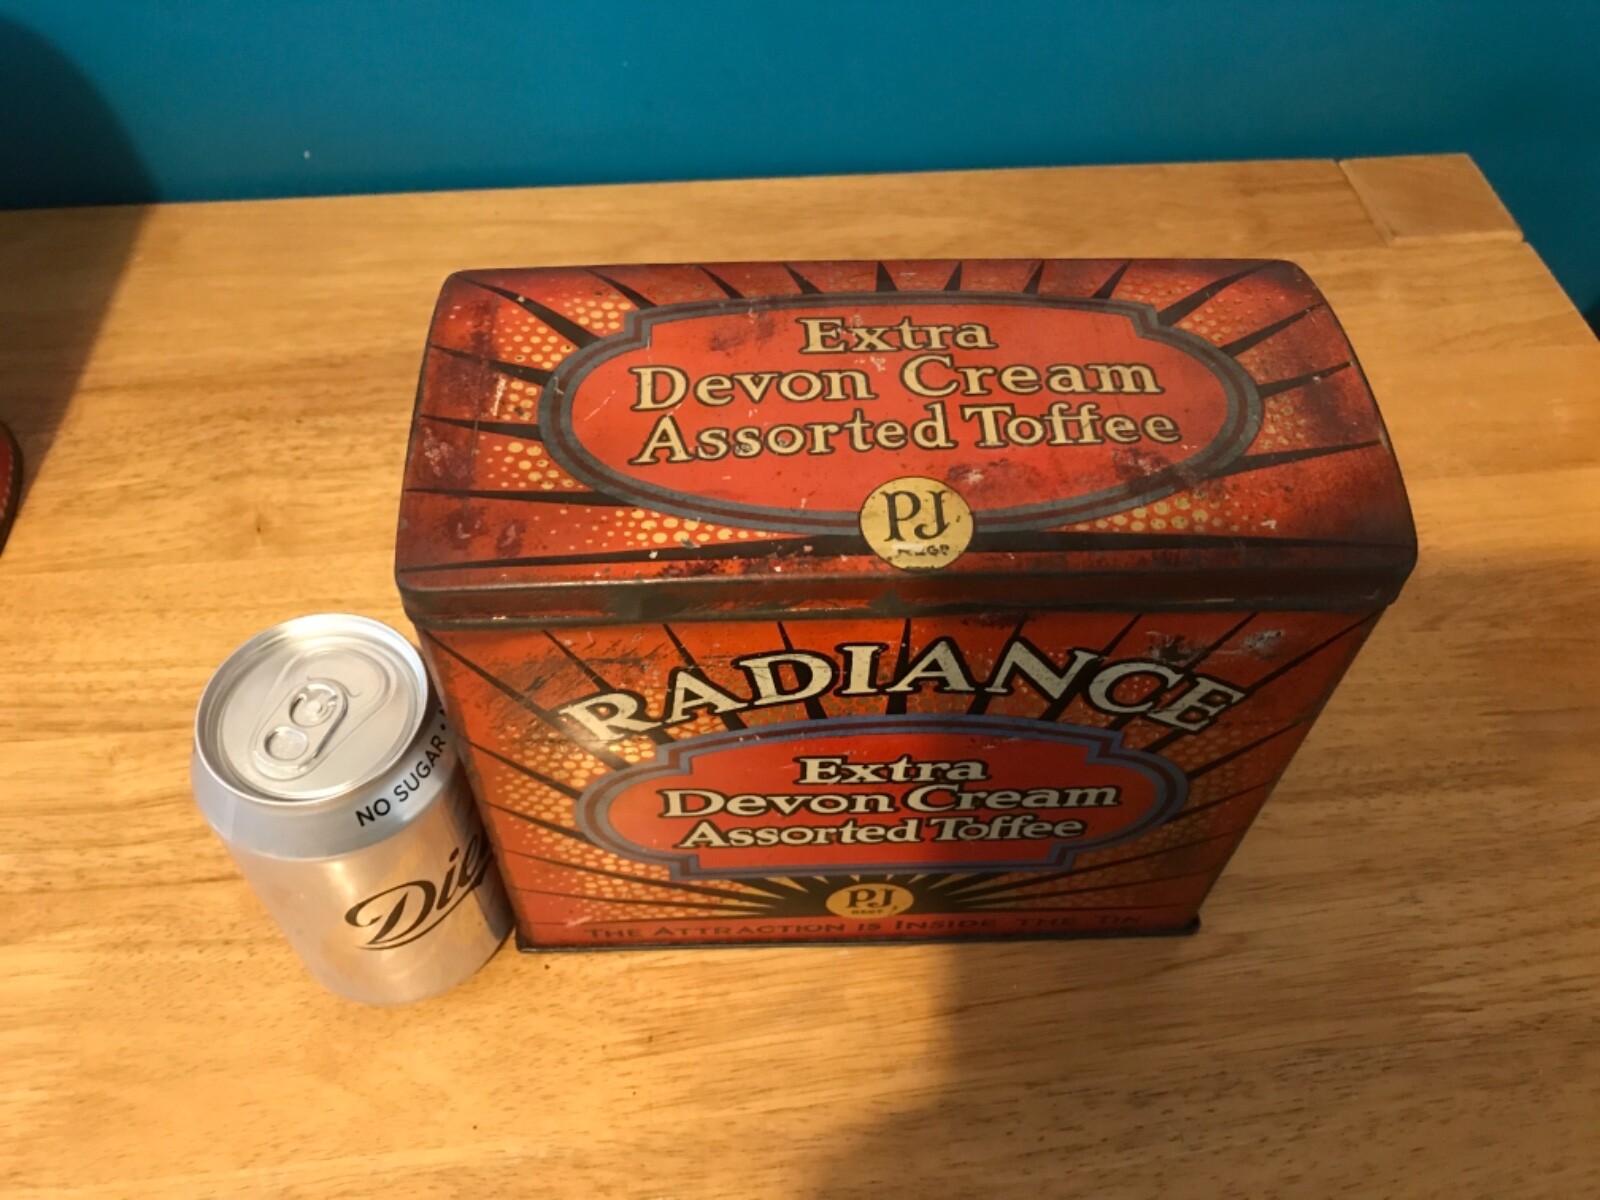 Extra
Devon Cream
Assorted Toffee
PJ
RADIANCE
Extra
Devon Cream
Assorted Toffee
PJ
THE ATTRACTION IS INSIDE THE TIN
NO SUGAR
Die